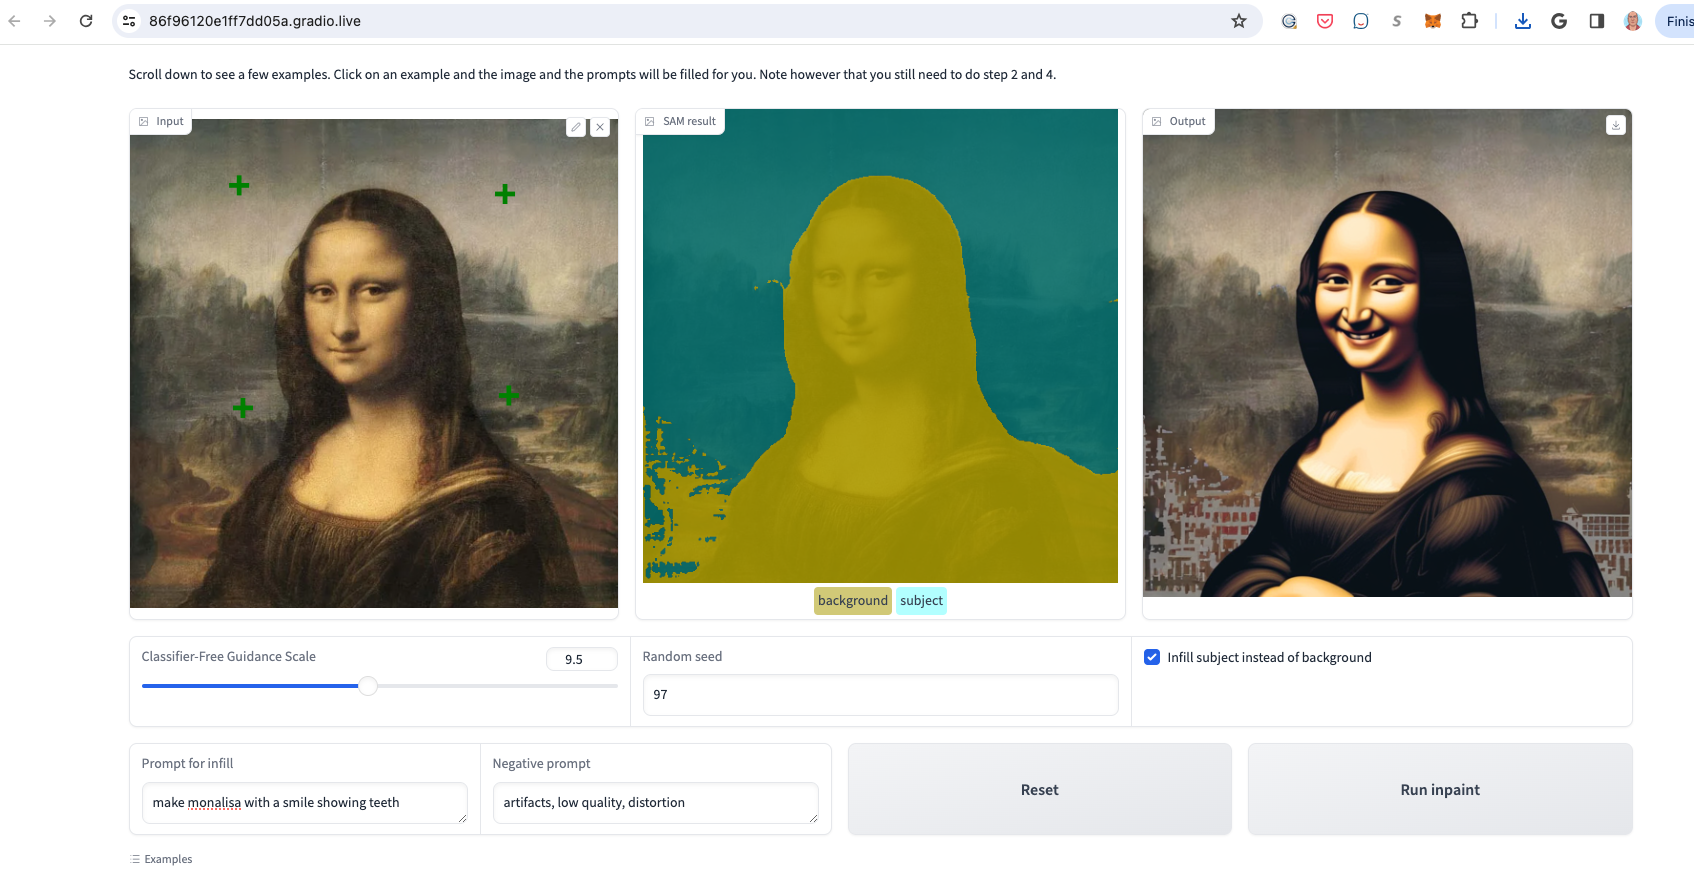 86f96120e1ff7dd05a.gradio.live
Finis
Scroll down to see a few examples. Click on an example and the image and the prompts will be filled for you. Note however that you still need to do step 2 and 4.
Input
SAM result
Output
background subject
Classifier-Free Guidance Scale
9.5
Random seed
97
Infill subject instead of background
Prompt for infill
make monalisa with a smile showing teeth
Negative prompt
artifacts, low quality, distortion
Reset
Run inpaint
Examples